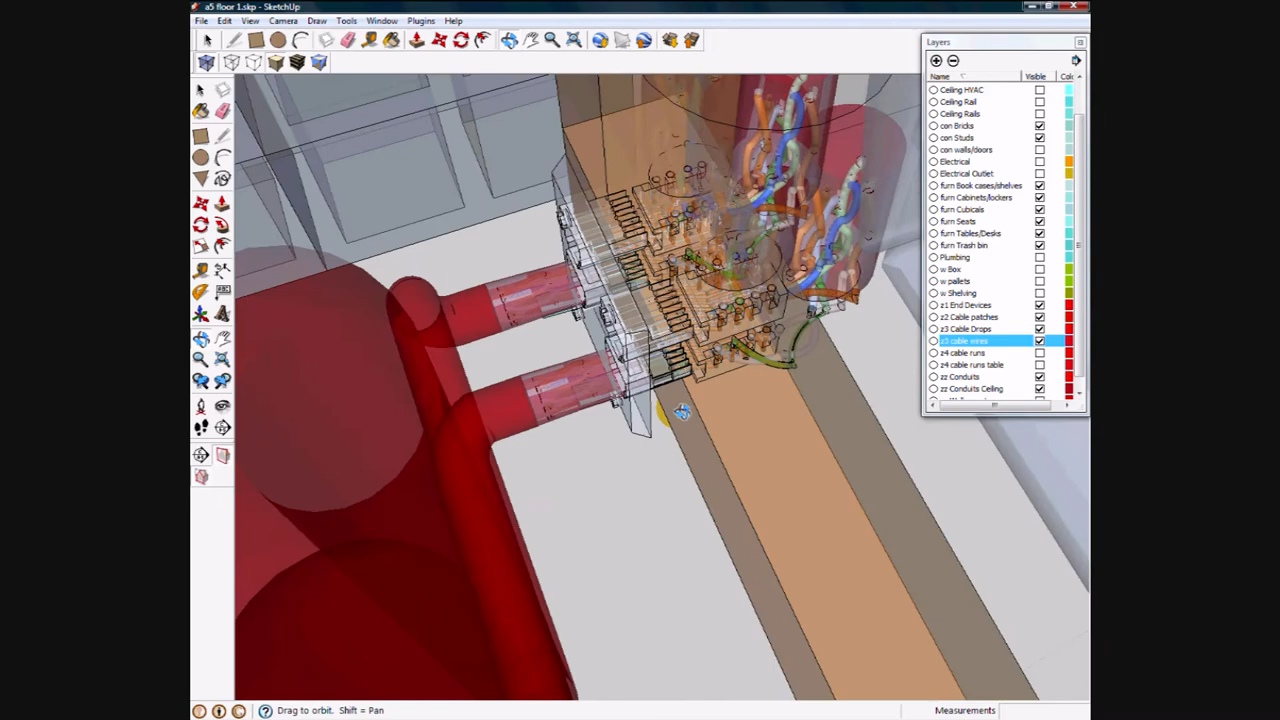 a5 floor 1.skp - SketchUp
File Edit View Camera Draw Tools Window Plugins Help
Layers
Name Visible Colo
Ceiling HVAC
Ceiling Rail
Ceiling Rails
con Bricks
con Studs
con walls/doors
Electrical
Electrical Outlet
furn Book cases/shelves
furn Cabinets/lockers
furn Cubicals
furn Seats
furn Tables/Desks
furn Trash bin
Plumbing
w Box
w pallets
w Shelving
z1 End Devices
z2 Cable patches
z3 Cable Drops
z3 cable wires
z4 cable runs
z4 cable runs table
zz Conduits
zz Conduits Ceiling
Drag to orbit. Shift = Pan
Measurements